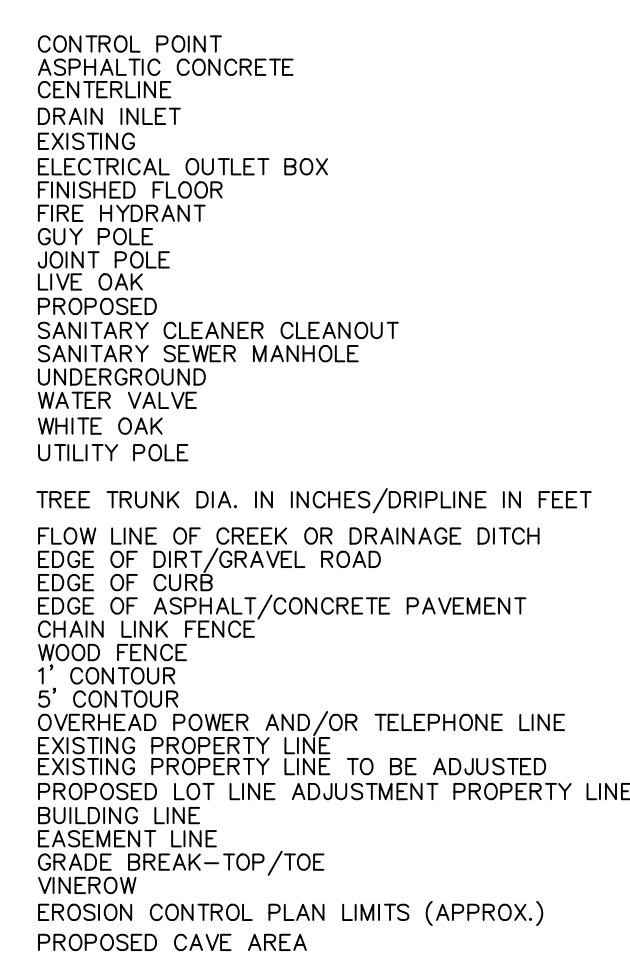 CONTROL POINT
ASPHALTIC CONCRETE
CENTERLINE
DRAIN INLET
EXISTING
ELECTRICAL OUTLET BOX
FINISHED FLOOR
FIRE HYDRANT
GUY POLE
JOINT POLE
LIVE OAK
PROPOSED
SANITARY CLEANER CLEANOUT
SANITARY SEWER MANHOLE
UNDERGROUND
WATER VALVE
WHITE OAK
UTILITY POLE
TREE TRUNK DIA. IN INCHES/DRIPLINE IN FEET
FLOW LINE OF CREEK OR DRAINAGE DITCH
EDGE OF DIRT/GRAVEL ROAD
EDGE OF CURB
EDGE OF ASPHALT/CONCRETE PAVEMENT
CHAIN LINK FENCE
WOOD FENCE
1' CONTOUR
5' CONTOUR
OVERHEAD POWER AND/OR TELEPHONE LINE
EXISTING PROPERTY LINE
EXISTING PROPERTY LINE TO BE ADJUSTED
PROPOSED LOT LINE ADJUSTMENT PROPERTY LINE
BUILDING LINE
EASEMENT LINE
GRADE BREAK–TOP/TOE
VINEROW
EROSION CONTROL PLAN LIMITS (APPROX.)
PROPOSED CAVE AREA